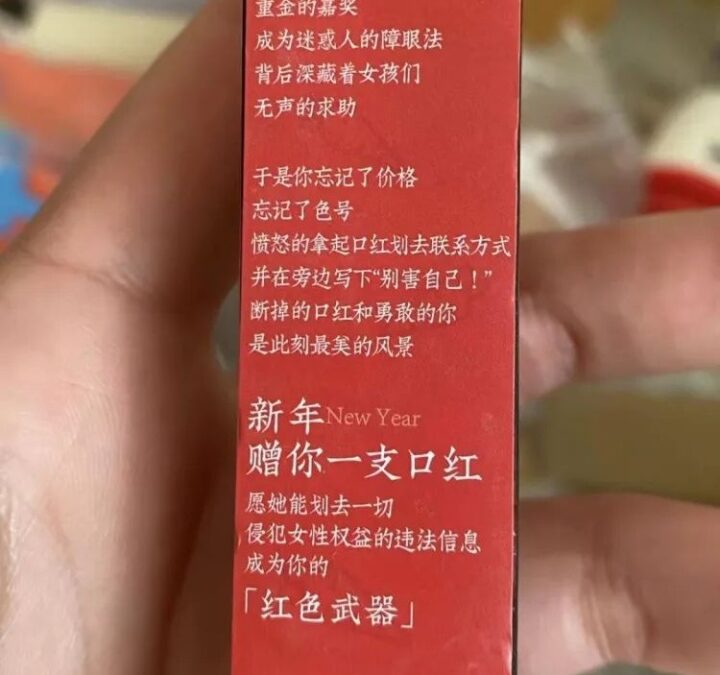 重金的嘉奖
成为迷惑人的障眼法
背后深藏着女孩们
无声的求助
于是你忘记了价格
忘记了色号
愤怒的拿起口红划去联系方式
并在旁边写下“别害自己！”
断掉的口红和勇敢的你
是此刻最美的风景
新年New Year
赠你一支口红
愿她能划去一切
侵犯女性权益的违法信息
成为你的
「红色武器」